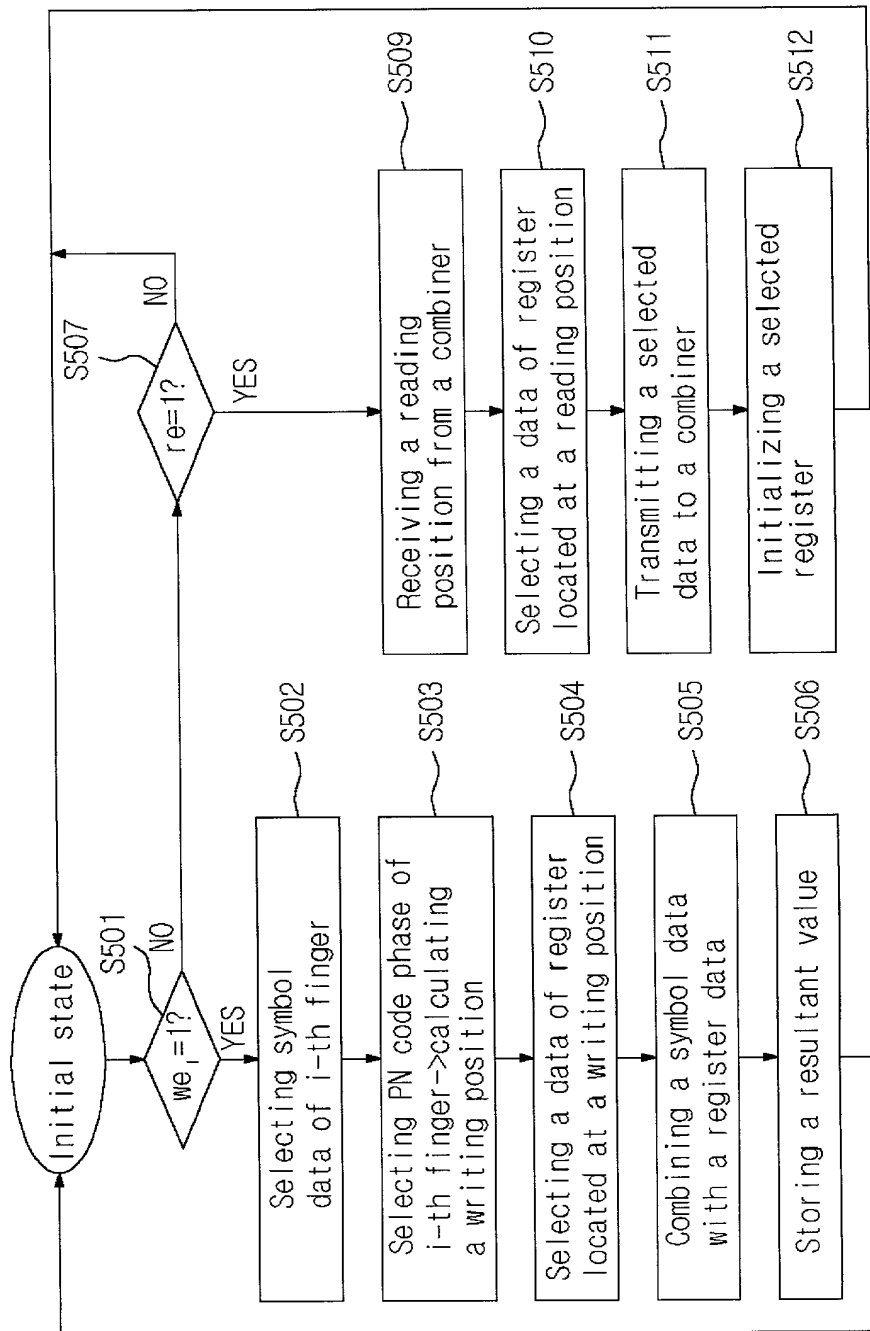 Initial state
S501
we i =1?
NO
YES
S502
Selecting symbol
data of i-th finger
S503
Selecting PN code phase of
i-th finger->calculating
a writing position
S504
Selecting a data of register
located at a writing position
S505
Combining a symbol data
with a register data
S506
Storing a resultant value
S507
re=1?
NO
YES
S509
Receiving a reading
position from a combiner
S510
Selecting a data of register
located at a reading position
S511
Transmitting a selected
data to a combiner
S512
Initializing a selected
register